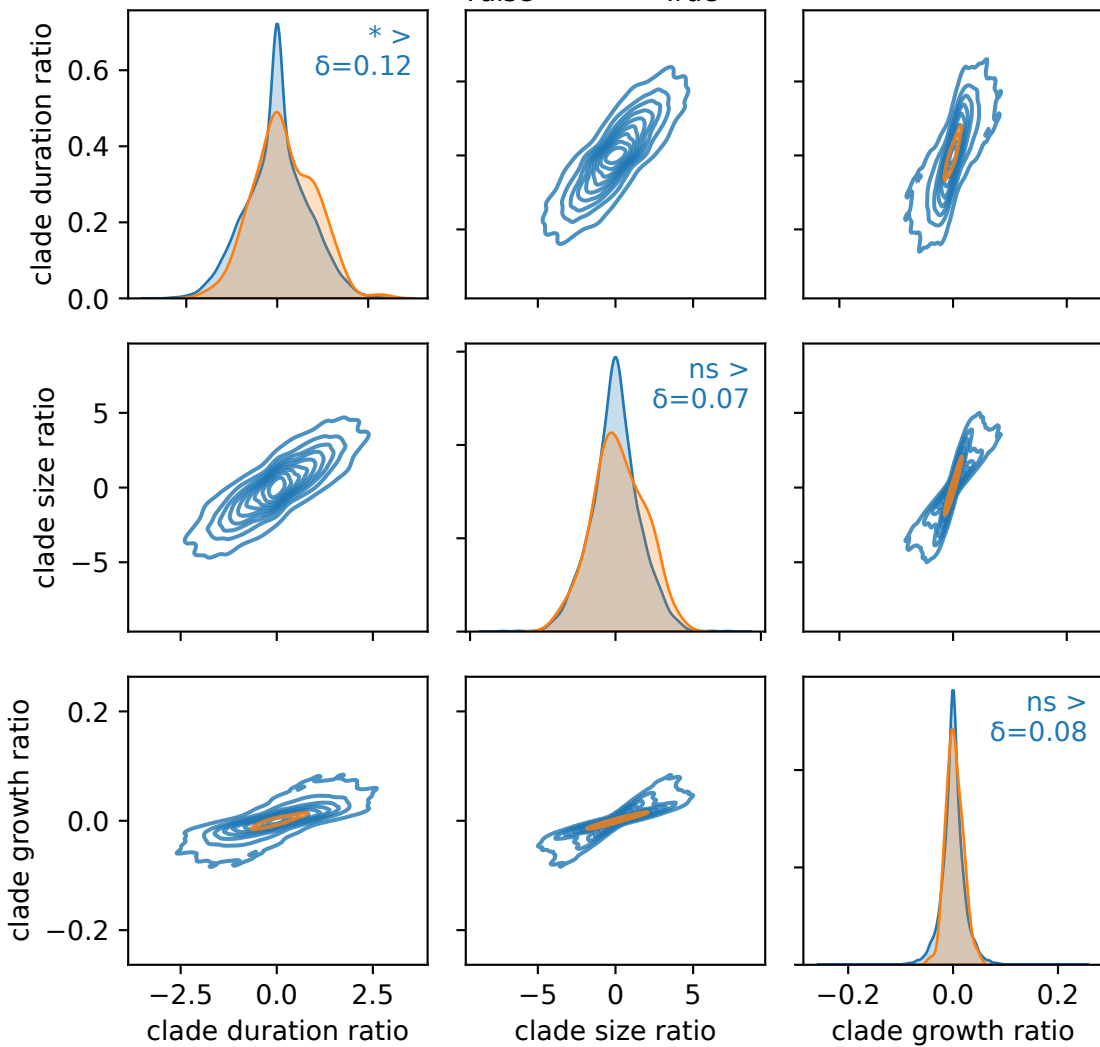 * >
δ=0.12
clade duration ratio
0.6
0.4
0.2
0.0
ns >
δ=0.07
clade size ratio
5
0
−5
ns >
δ=0.08
clade growth ratio
0.2
0.0
−0.2
−2.5 0.0 2.5 −5 0 5 −0.2 0.0 0.2
clade duration ratio clade size ratio clade growth ratio